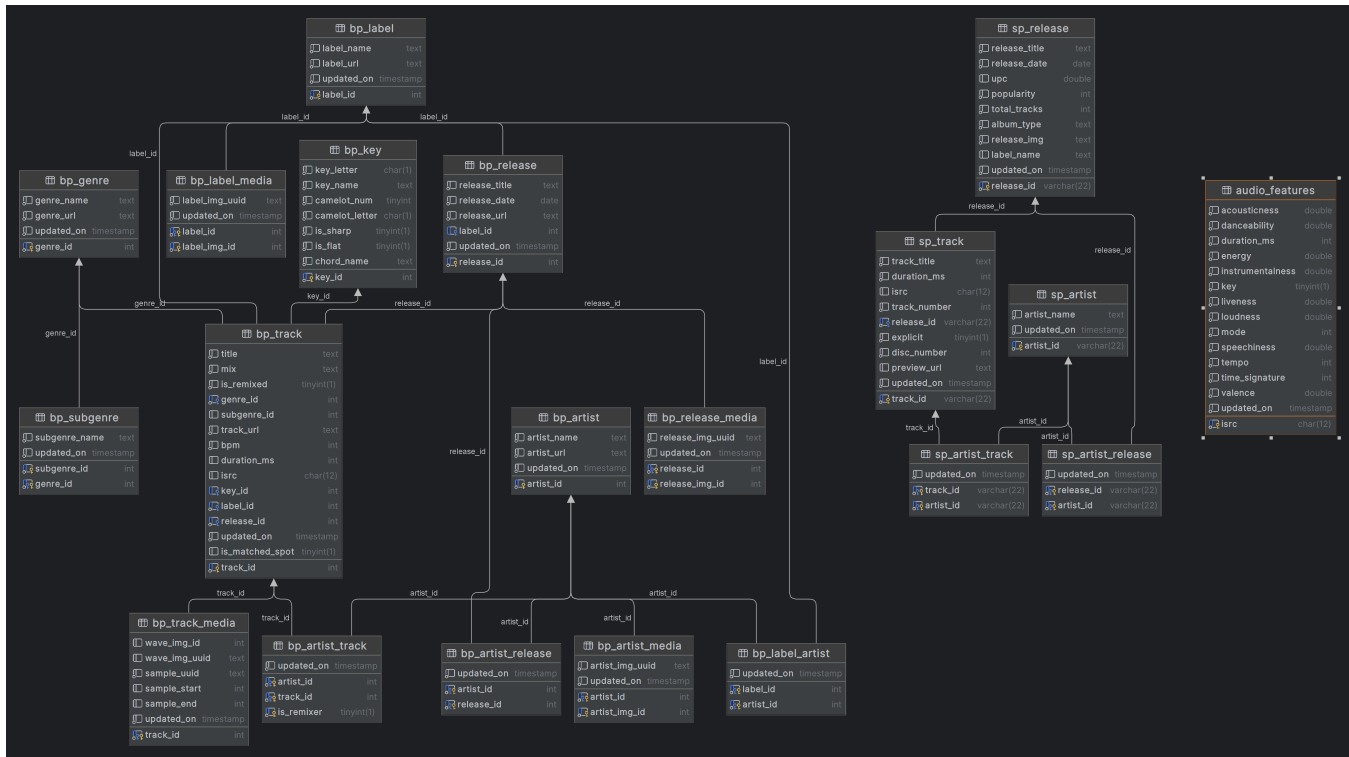 bp_label
label_name text
label_url text
updated_on timestamp
label_id int
sp_release
release_title text
release_date date
upc double
popularity int
total_tracks int
album_type text
release_img text
label_name text
updated_on timestamp
release_id varchar(22)
label_id
label_id
label_id
bp_key
key_letter char(1)
key_name text
camelot_num tinyint
camelot_letter char(1)
is_sharp tinyint(1)
is_flat tinyint(1)
chord_name text
key_id int
bp_release
release_title text
release_date date
release_url text
label_id int
updated_on timestamp
release_id int
bp_genre
genre_name text
genre_url text
updated_on timestamp
genre_id int
bp_label_media
label_img_uuid text
updated_on timestamp
label_id int
label_img_id int
audio_features
acousticness double
danceability double
duration_ms int
energy double
instrumentalness double
key tinyint(1)
liveness double
loudness double
mode int
speechiness double
tempo int
time_signature int
valence double
updated_on timestamp
isrc char(12)
release_id
release_id
sp_track
track_title text
duration_ms int
isrc char(12)
track_number int
release_id varchar(22)
explicit tinyint(1)
disc_number int
preview_url text
updated_on timestamp
track_id varchar(22)
sp_artist
artist_name text
updated_on timestamp
artist_id varchar(22)
genre_id
key_id
release_id
release_id
genre_id
bp_track
title text
mix text
is_remixed tinyint(1)
genre_id int
subgenre_id int
track_url text
bpm int
duration_ms int
isrc char(12)
key_id int
label_id int
release_id int
updated_on timestamp
is_matched_spot tinyint(1)
track_id int
label_id
bp_subgenre
subgenre_name text
updated_on timestamp
subgenre_id int
genre_id int
bp_artist
artist_name text
artist_url text
updated_on timestamp
artist_id int
bp_release_media
release_img_uuid text
updated_on timestamp
release_id int
release_img_id int
release_id
track_id
artist_id
artist_id
sp_artist_track
updated_on timestamp
track_id varchar(22)
artist_id varchar(22)
sp_artist_release
updated_on timestamp
release_id varchar(22)
artist_id varchar(22)
track_id
track_id
artist_id
artist_id
artist_id
bp_track_media
wave_img_id int
wave_img_uuid text
sample_uuid text
sample_start int
sample_end int
updated_on timestamp
track_id int
bp_artist_track
updated_on timestamp
artist_id int
track_id int
is_remixer tinyint(1)
bp_artist_release
updated_on timestamp
artist_id int
release_id int
bp_artist_media
artist_img_uuid text
updated_on timestamp
artist_id int
artist_img_id int
bp_label_artist
updated_on timestamp
label_id int
artist_id int